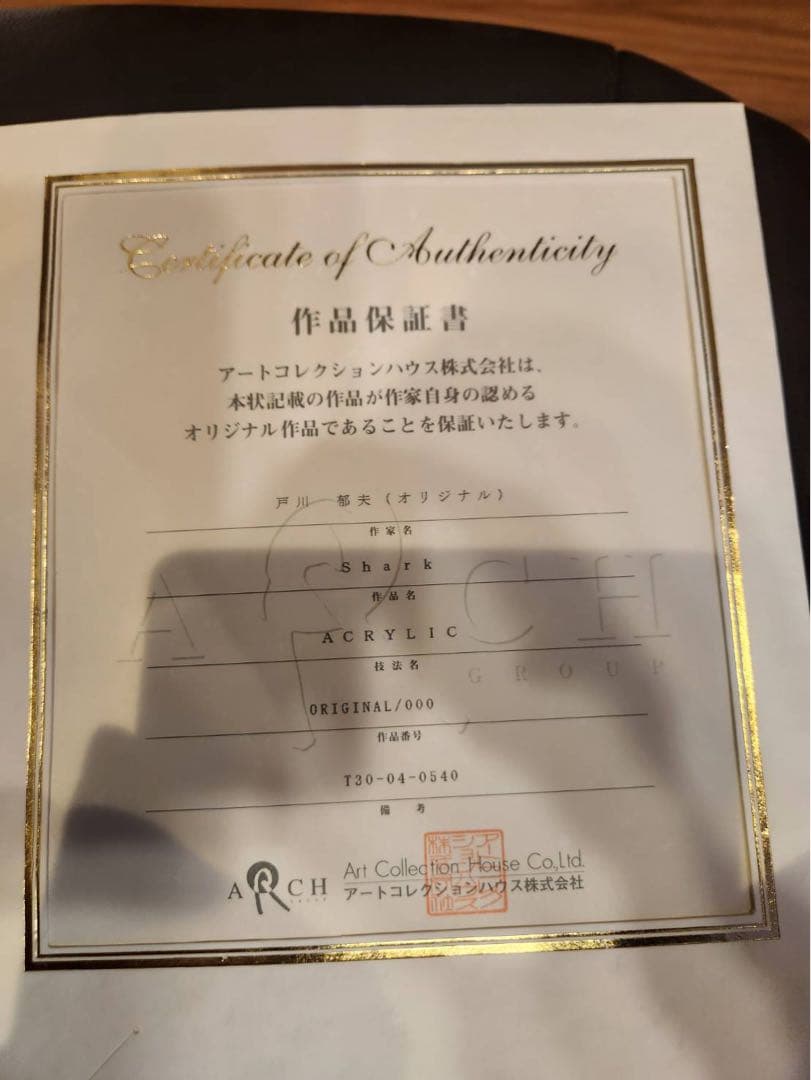 Certificate of Authenticity
作品保証書
アートコレクションハウス株式会社は、
本状記載の作品が作家自身の認める
オリジナル作品であることを保証いたします。
戸川 郁夫(オリジナル)
作家名
Shark
作品名
ACRYLIC
技法名
ORIGINAL/000
作品番号
T30-04-0540
備 考
ARCH
GROUP
ARCH
Art Collection House Co.,Ltd.
アートコレクションハウス株式会社